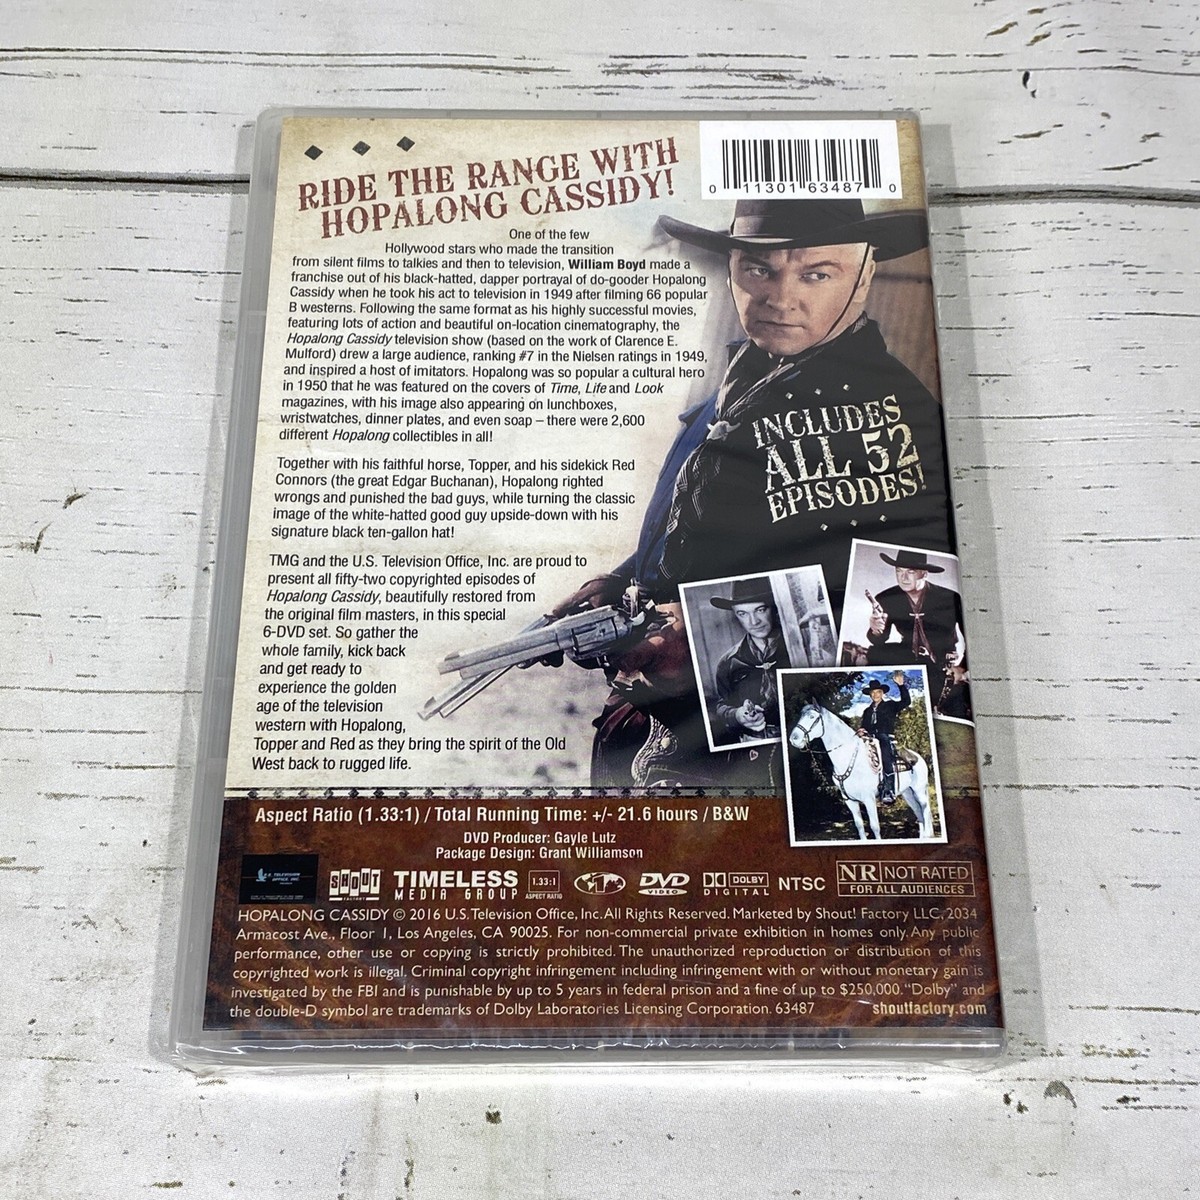 RIDE THE RANGE WITH
HOPALONG CASSIDY!
0 11301 63487 0
One of the few
Hollywood stars who made the transition
from silent films to talkies and then to television, William Boyd made a
franchise out of his black-hatted, dapper portrayal of do-gooder Hopalong
Cassidy when he took his act to television in 1949 after filming 66 popular
B westerns. Following the same format as his highly successful movies,
featuring lots of action and beautiful on-location cinematography, the
Hopalong Cassidy television show (based on the work of Clarence E.
Mulford) drew a large audience, ranking #7 in the Nielsen ratings in 1949,
and inspired a host of imitators. Hopalong was so popular a cultural hero
in 1950 that he was featured on the covers of Time, Life and Look
magazines, with his image also appearing on lunchboxes,
wristwatches, dinner plates, and even soap – there were 2,600
different Hopalong collectibles in all!
INCLUDES
ALL 52
EPISODES!
Together with his faithful horse, Topper, and his sidekick Red
Connors (the great Edgar Buchanan), Hopalong righted
wrongs and punished the bad guys, while turning the classic
image of the white-hatted good guy upside-down with his
signature black ten-gallon hat!
TMG and the U.S. Television Office, Inc. are proud to
present all fifty-two copyrighted episodes of
Hopalong Cassidy, beautifully restored from
the original film masters, in this special
6-DVD set. So gather the
whole family, kick back
and get ready to
experience the golden
age of the television
western with Hopalong,
Topper and Red as they bring the spirit of the Old
West back to rugged life.
Aspect Ratio (1.33:1) / Total Running Time: +/- 21.6 hours / B&W
DVD Producer: Gayle Lutz
Package Design: Grant Williamson
SHOUT! FACTORY
TIMELESS
MEDIA GROUP
1.33:1
ASPECT RATIO
1
DVD
VIDEO
DOLBY
DIGITAL
NTSC
NR NOT RATED
FOR ALL AUDIENCES
HOPALONG CASSIDY © 2016 U.S. Television Office, Inc. All Rights Reserved. Marketed by Shout! Factory LLC, 2034
Armacost Ave., Floor 1, Los Angeles, CA 90025. For non-commercial private exhibition in homes only. Any public
performance, other use or copying is strictly prohibited. The unauthorized reproduction or distribution of this
copyrighted work is illegal. Criminal copyright infringement including infringement with or without monetary gain is
investigated by the FBI and is punishable by up to 5 years in federal prison and a fine of up to $250,000. "Dolby" and
the double-D symbol are trademarks of Dolby Laboratories Licensing Corporation. 63487
shoutfactory.com